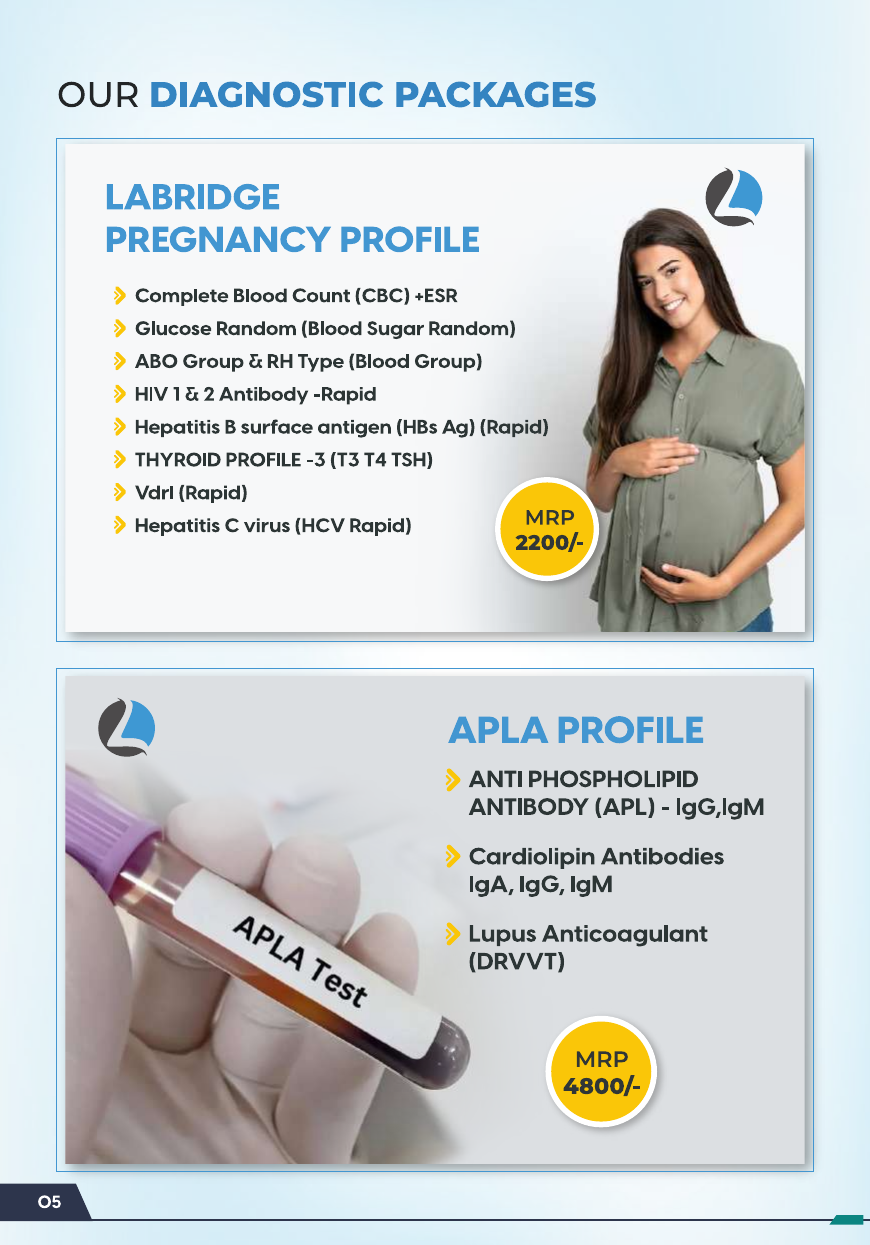 OUR DIAGNOSTIC PACKAGES
LABRIDGE
PREGNANCY PROFILE
Complete Blood Count (CBC) +ESR
Glucose Random (Blood Sugar Random)
ABO Group & RH Type (Blood Group)
HIV 1 & 2 Antibody -Rapid
Hepatitis B surface antigen (HBs Ag) (Rapid)
THYROID PROFILE -3 (T3 T4 TSH)
Vdrl (Rapid)
Hepatitis C virus (HCV Rapid)
MRP
2200/-
APLA PROFILE
ANTI PHOSPHOLIPID
ANTIBODY (APL) - IgG,IgM
Cardiolipin Antibodies
IgA, IgG, IgM
Lupus Anticoagulant
(DRVVT)
APLA Test
MRP
4800/-
05